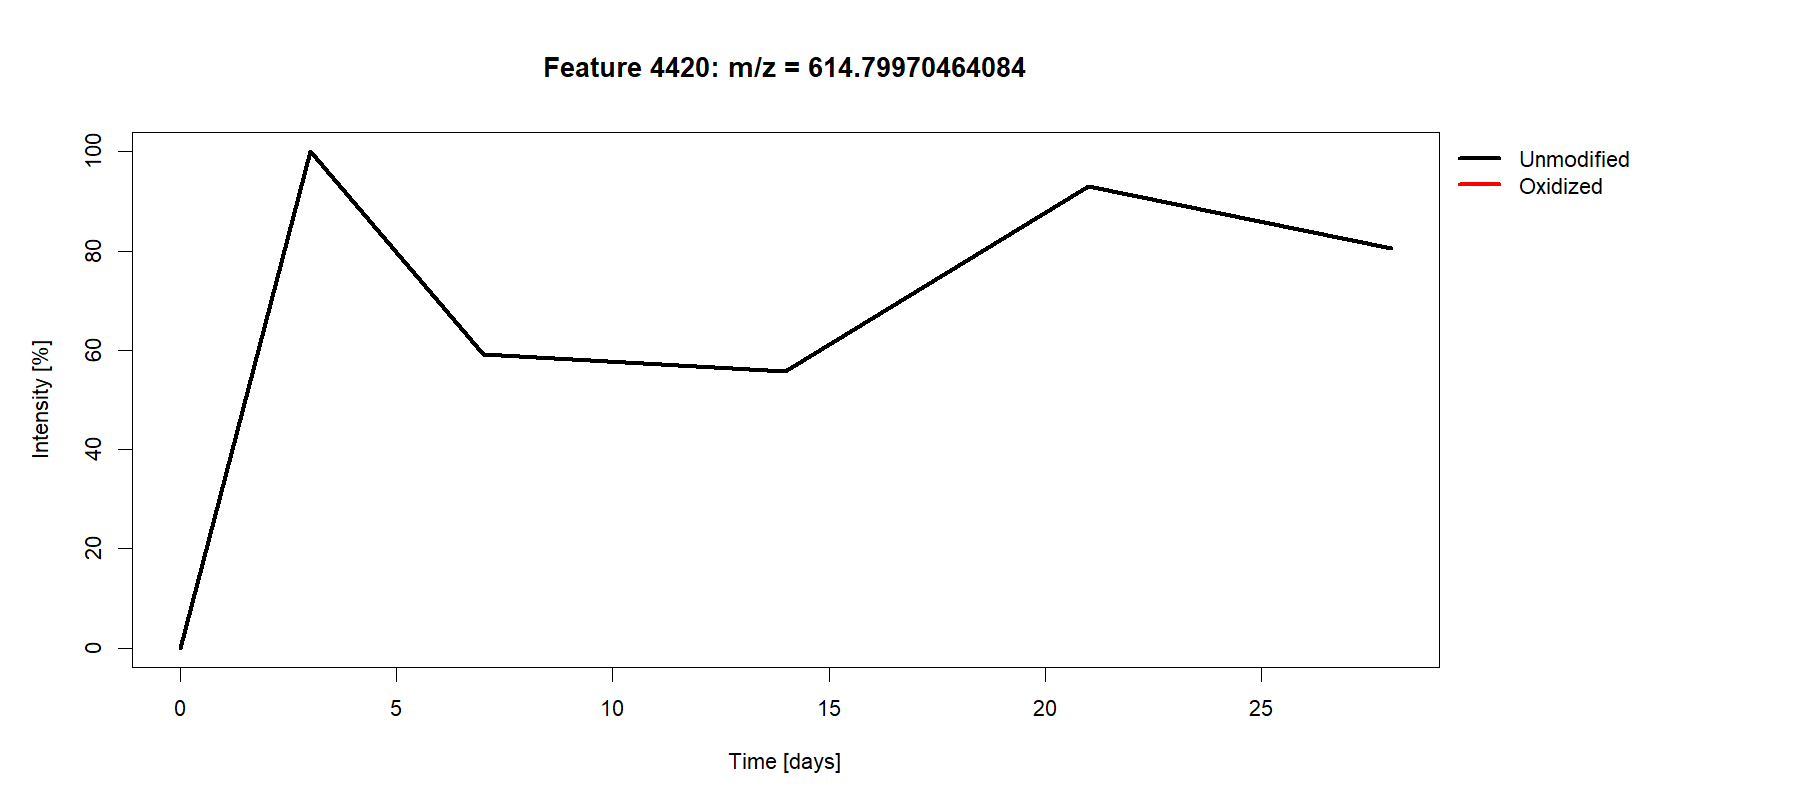 Feature 4420: m/z = 614.79970464084
Unmodified
Oxidized
Intensity [%]
100
80
60
40
20
0
0 5 10 15 20 25
Time [days]